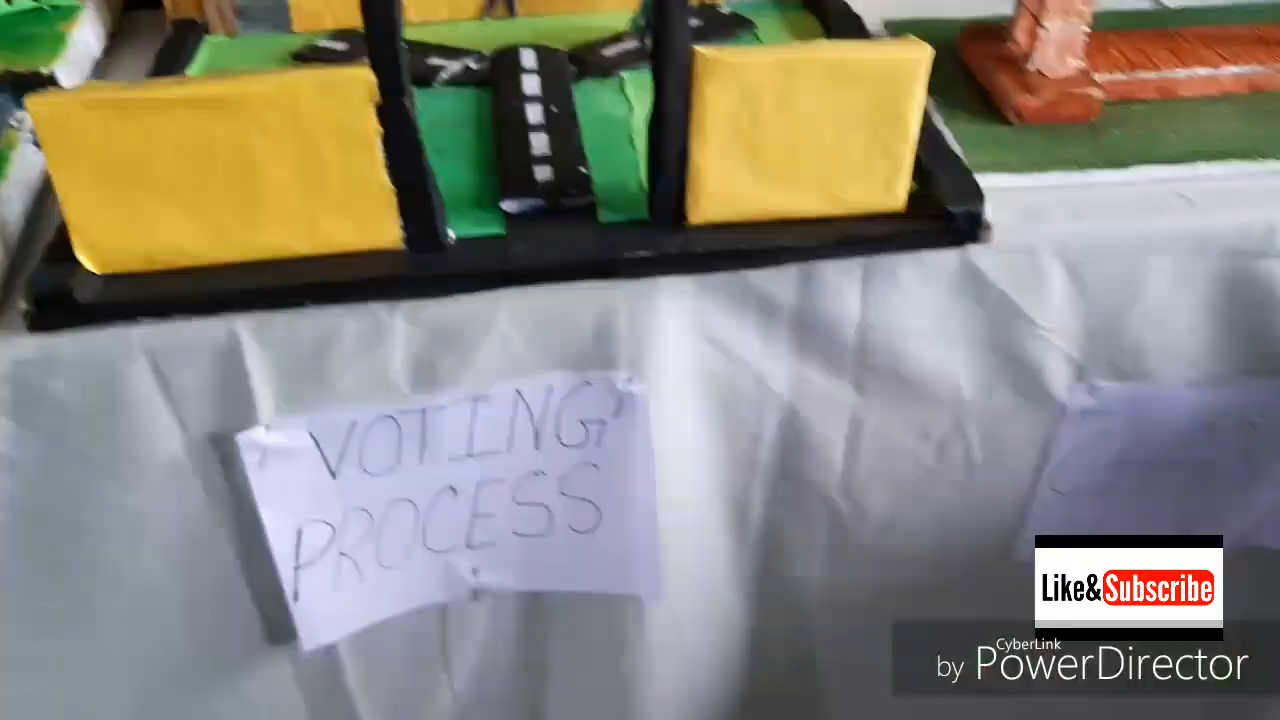 VOTING
PROCESS
Like&Subscribe
CyberLink
by PowerDirector